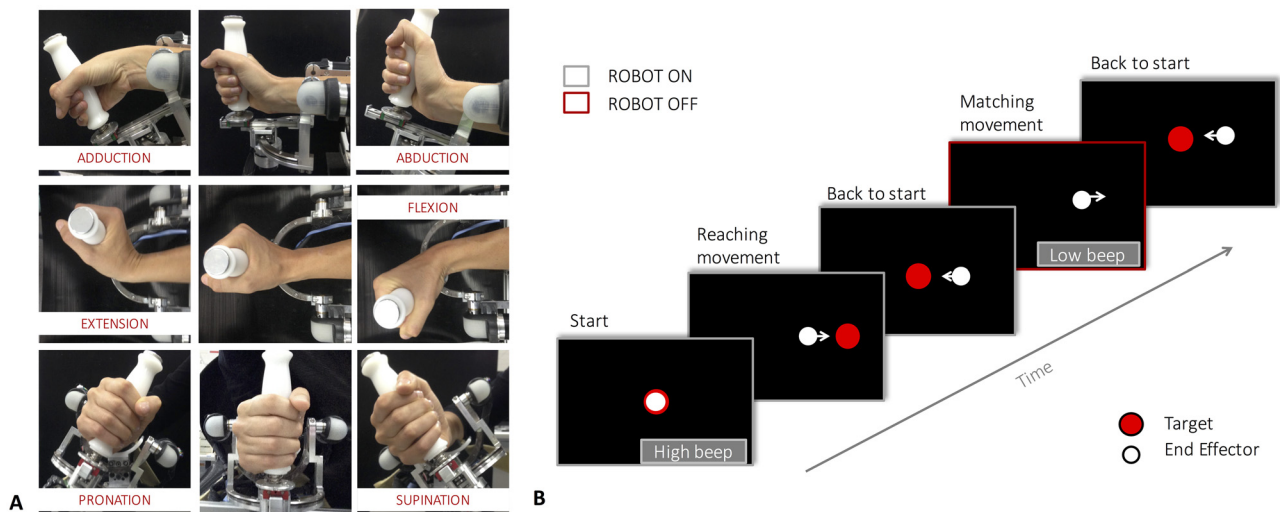 ADDUCTION
ABDUCTION
EXTENSION
FLEXION
PRONATION
SUPINATION
A
ROBOT ON
ROBOT OFF
Start
High beep
Reaching
movement
Back to start
Matching
movement
Low beep
Back to start
Time
Target
End Effector
B